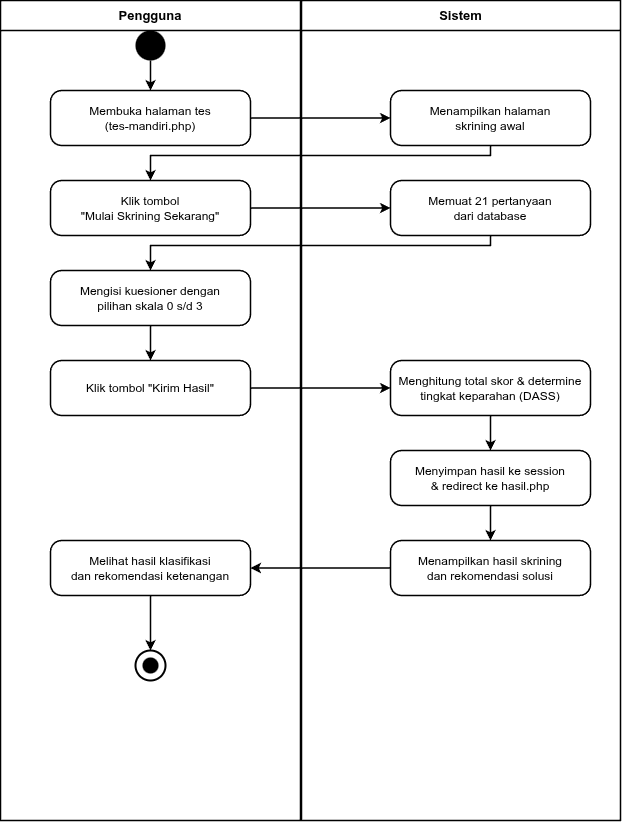 Pengguna
Sistem
Membuka halaman tes
(tes-mandiri.php)
Menampilkan halaman
skrining awal
Klik tombol
"Mulai Skrining Sekarang"
Memuat 21 pertanyaan
dari database
Mengisi kuesioner dengan
pilihan skala 0 s/d 3
Klik tombol "Kirim Hasil"
Menghitung total skor & determine
tingkat keparahan (DASS)
Menyimpan hasil ke session
& redirect ke hasil.php
Melihat hasil klasifikasi
dan rekomendasi ketenangan
Menampilkan hasil skrining
dan rekomendasi solusi